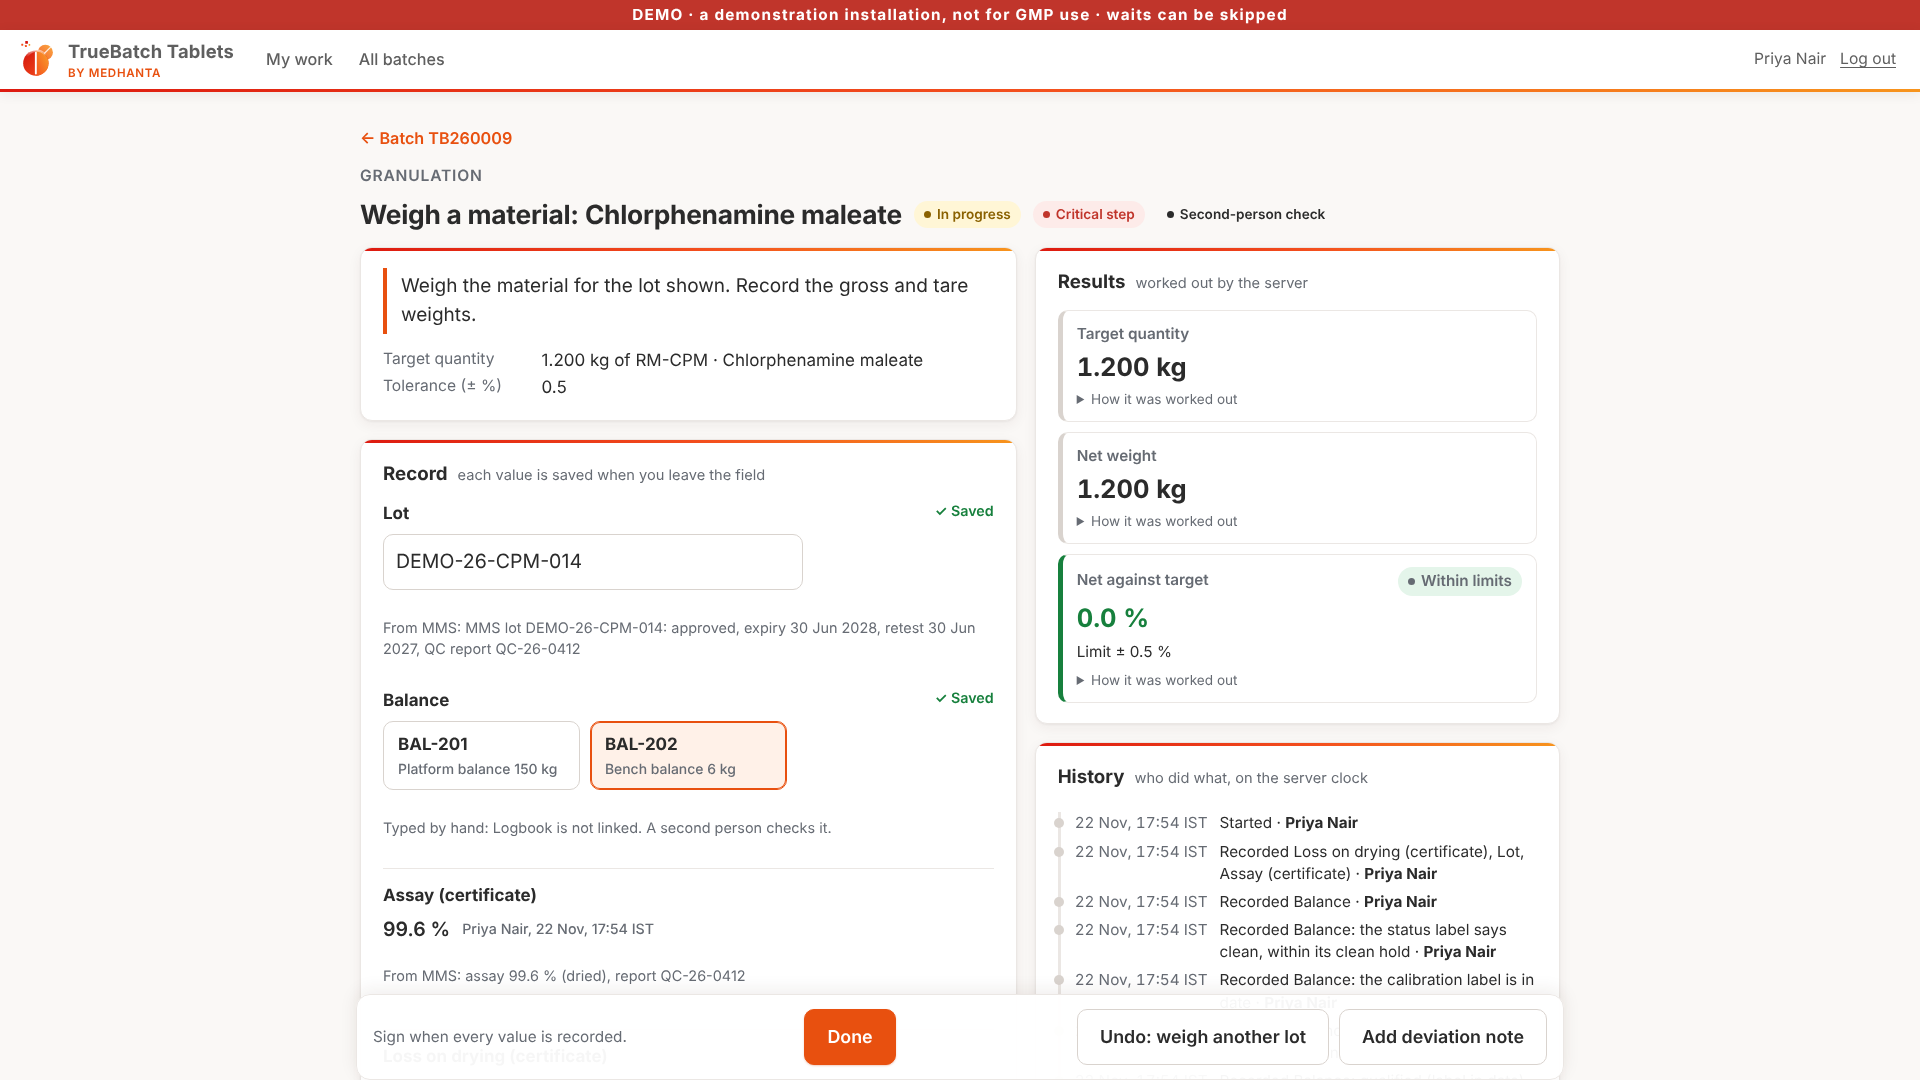 DEMO · a demonstration installation, not for GMP use · waits can be skipped
TrueBatch Tablets
BY MEDHANTA
My work
All batches
Priya Nair
Log out
← Batch TB260009
GRANULATION
Weigh a material: Chlorphenamine maleate
In progress
Critical step
Second-person check
Weigh the material for the lot shown. Record the gross and tare
weights.
Target quantity 1.200 kg of RM-CPM · Chlorphenamine maleate
Tolerance (± %) 0.5
Record each value is saved when you leave the field
Lot
✓ Saved
DEMO-26-CPM-014
From MMS: MMS lot DEMO-26-CPM-014: approved, expiry 30 Jun 2028, retest 30 Jun
2027, QC report QC-26-0412
Balance
✓ Saved
BAL-201
Platform balance 150 kg
BAL-202
Bench balance 6 kg
Typed by hand: Logbook is not linked. A second person checks it.
Assay (certificate)
99.6 % Priya Nair, 22 Nov, 17:54 IST
From MMS: assay 99.6 % (dried), report QC-26-0412
Loss on drying (certificate)
Results worked out by the server
Target quantity
1.200 kg
How it was worked out
Net weight
1.200 kg
How it was worked out
Net against target
Within limits
0.0 %
Limit ± 0.5 %
How it was worked out
History who did what, on the server clock
22 Nov, 17:54 IST Started · Priya Nair
22 Nov, 17:54 IST Recorded Loss on drying (certificate), Lot,
Assay (certificate) · Priya Nair
22 Nov, 17:54 IST Recorded Balance · Priya Nair
22 Nov, 17:54 IST Recorded Balance: the status label says
clean, within its clean hold · Priya Nair
22 Nov, 17:54 IST Recorded Balance: the calibration label is in
date · Priya Nair
Sign when every value is recorded.
Done
Undo: weigh another lot
Add deviation note